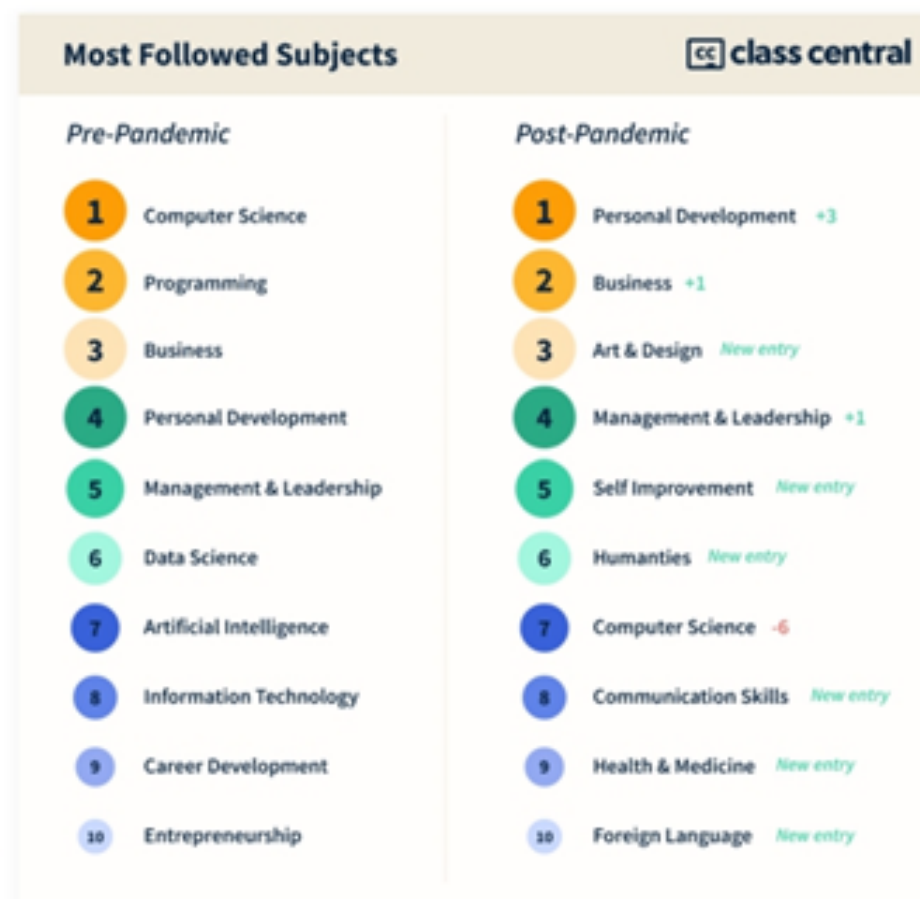 Most Followed Subjects
cc class central
Pre-Pandemic
1 Computer Science
2 Programming
3 Business
4 Personal Development
5 Management & Leadership
6 Data Science
7 Artificial Intelligence
8 Information Technology
9 Career Development
10 Entrepreneurship
Post-Pandemic
1 Personal Development +3
2 Business +1
3 Art & Design New entry
4 Management & Leadership +1
5 Self Improvement New entry
6 Humanties New entry
7 Computer Science -6
8 Communication Skills New entry
9 Health & Medicine New entry
10 Foreign Language New entry